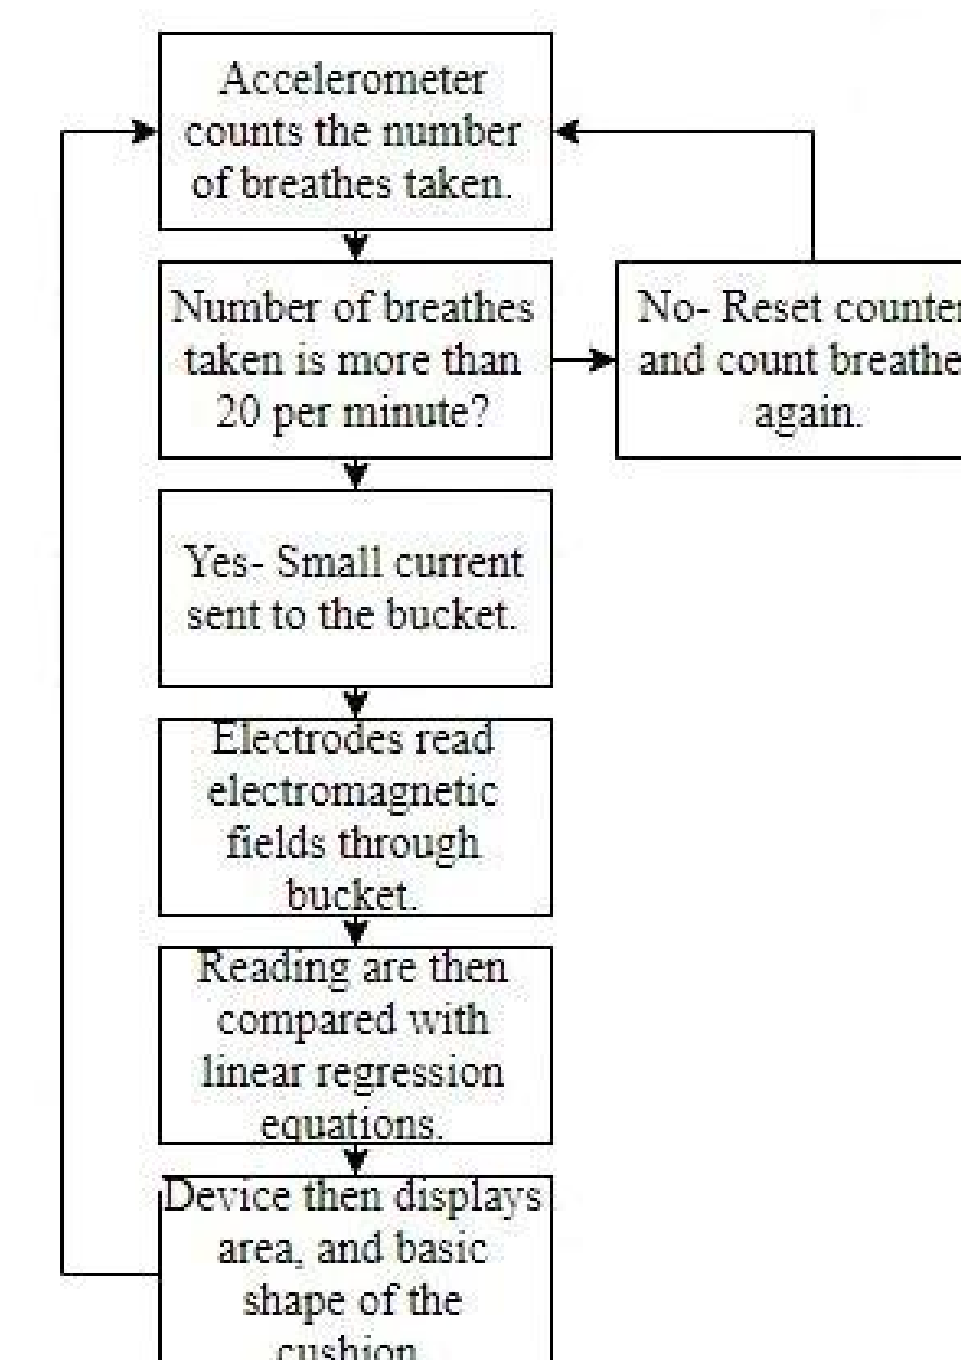 Accelerometer
counts the number
of breathes taken.
Number of breathes
taken is more than
20 per minute?
No- Reset counter
and count breathe
again.
Yes- Small current
sent to the bucket.
Electrodes read
electromagnetic
fields through
bucket.
Reading are then
compared with
linear regression
equations.
Device then displays
area, and basic
shape of the
cushion